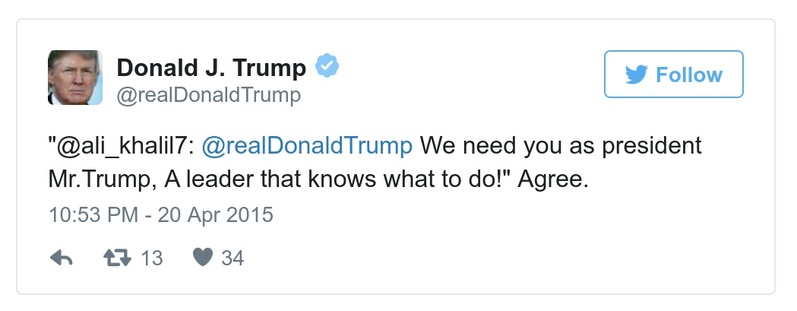 Donald J. Trump
@realDonaldTrump
Follow
"@ali_khalil7: @realDonaldTrump We need you as president
Mr.Trump, A leader that knows what to do!" Agree.
10:53 PM - 20 Apr 2015
13 34